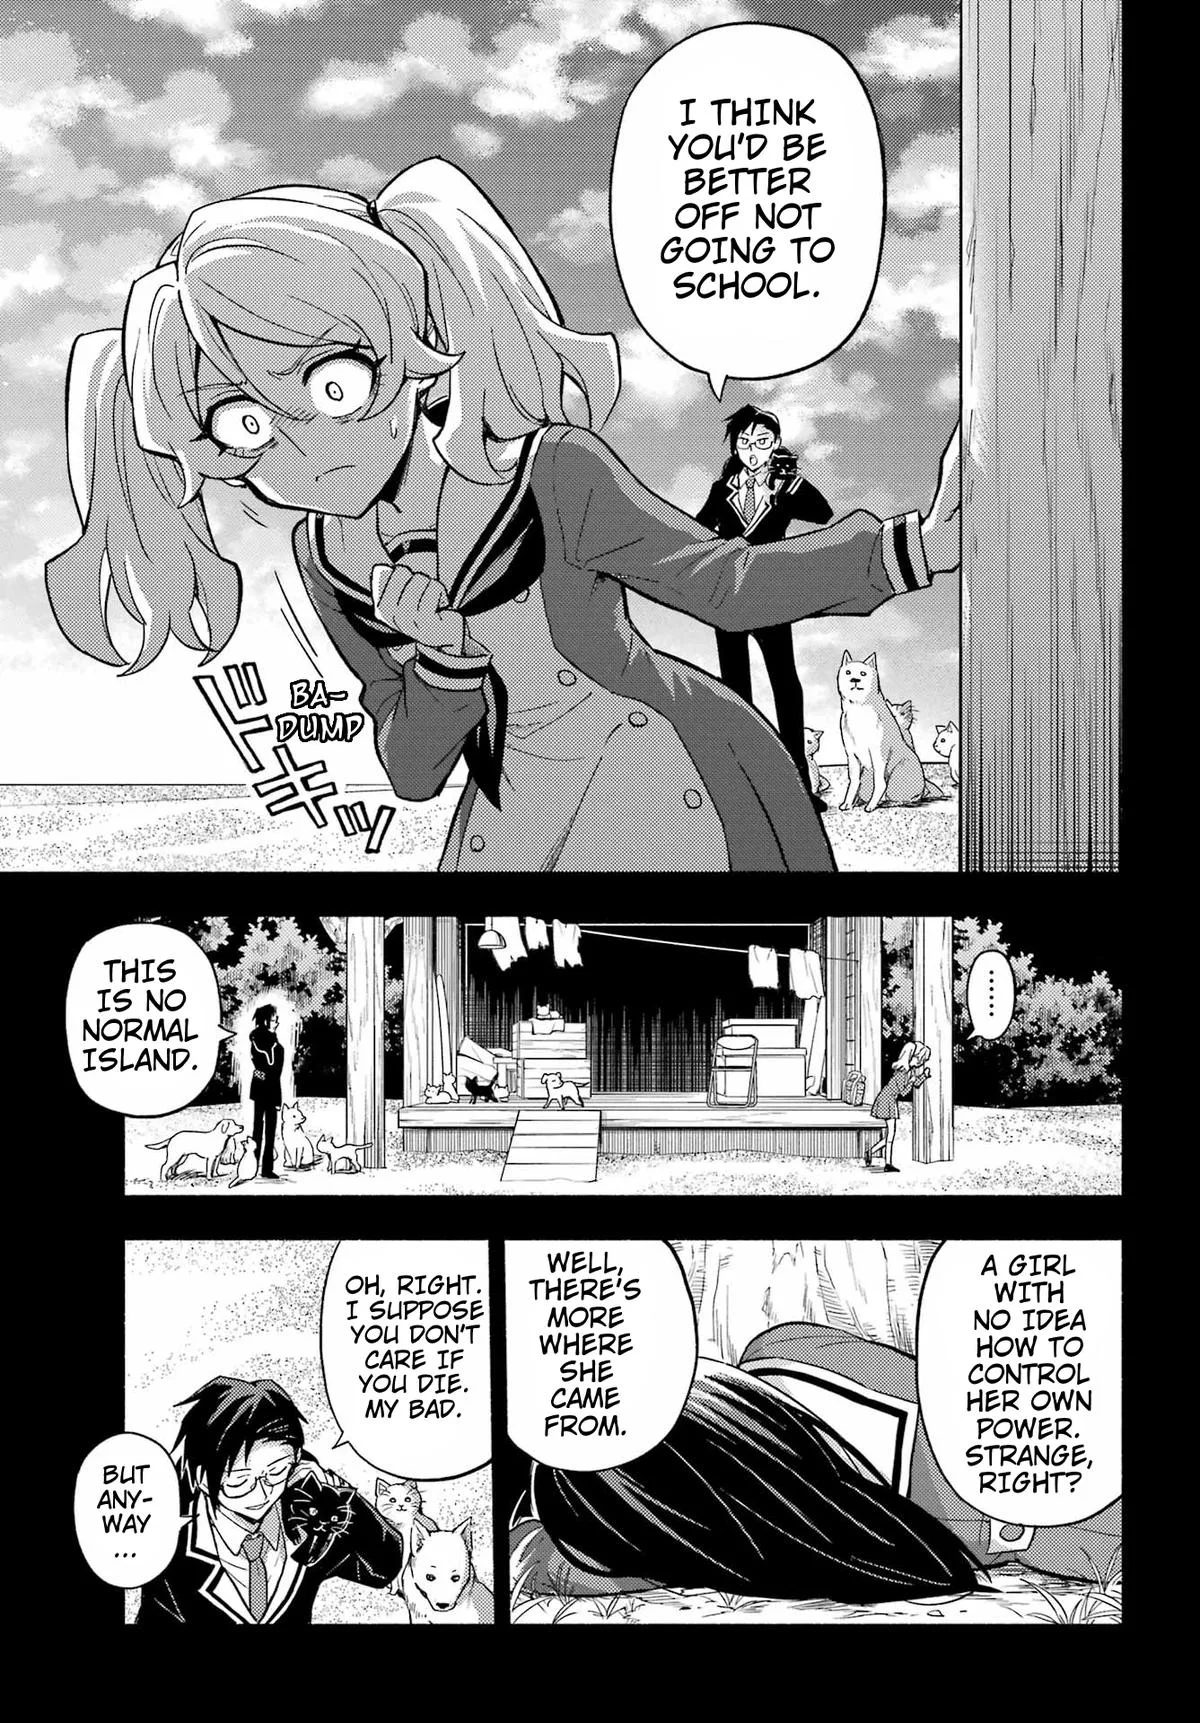 I THINK
YOU'D BE
BETTER
OFF NOT
GOING TO
SCHOOL.
BA-
DUMP
ドキッ
......
THIS
IS NO
NORMAL
ISLAND.
A GIRL
WITH
NO IDEA
HOW TO
CONTROL
HER OWN
POWER.
STRANGE,
RIGHT?
WELL,
THERE'S
MORE
WHERE
SHE
CAME
FROM.
OH, RIGHT.
I SUPPOSE
YOU DON'T
CARE IF
YOU DIE.
MY BAD.
BUT
ANY-
WAY
...